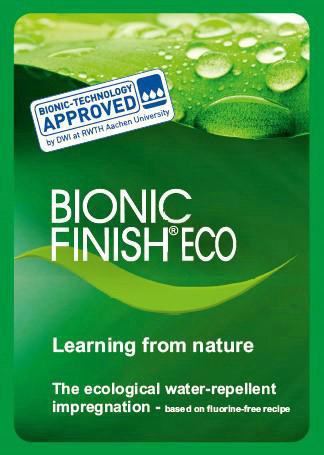 BIONIC-TECHNOLOGY
APPROVED
by DWI at RWTH Aachen University
BIONIC
FINISH® ECO
Learning from nature
The ecological water-repellent
impregnation - based on fluorine-free recipe